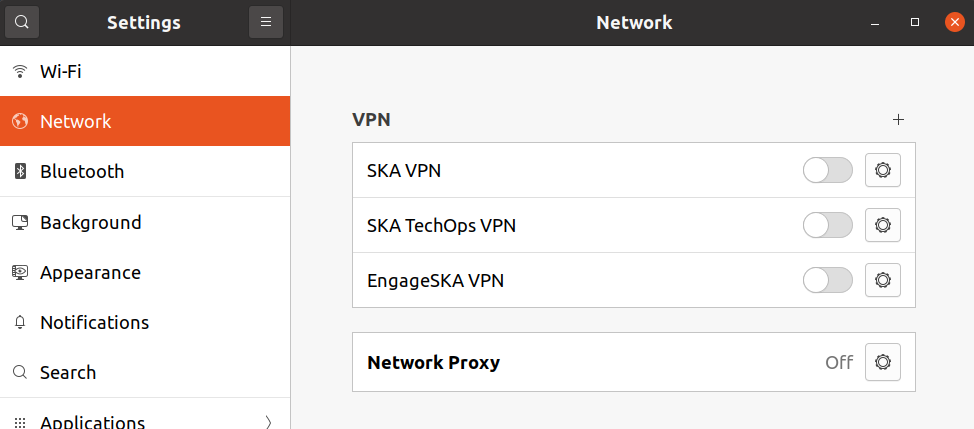 Settings
Network
Wi-Fi
Network
Bluetooth
Background
Appearance
Notifications
Search
Applications
VPN
SKA VPN
SKA TechOps VPN
EngageSKA VPN
Network Proxy Off